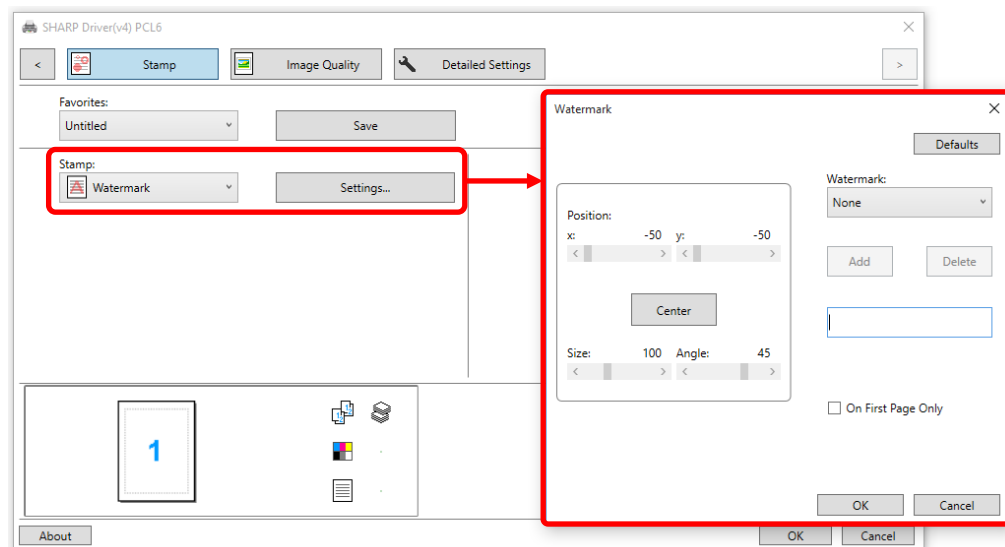 SHARP Driver(v4) PCL6
< Stamp Image Quality Detailed Settings >
Favorites:
Untitled Save
Stamp:
Watermark Settings...
1
About OK Cancel
Watermark
Defaults
Position:
x: -50 y: -50
Center
Size: 100 Angle: 45
Watermark:
None
Add Delete
On First Page Only
OK Cancel